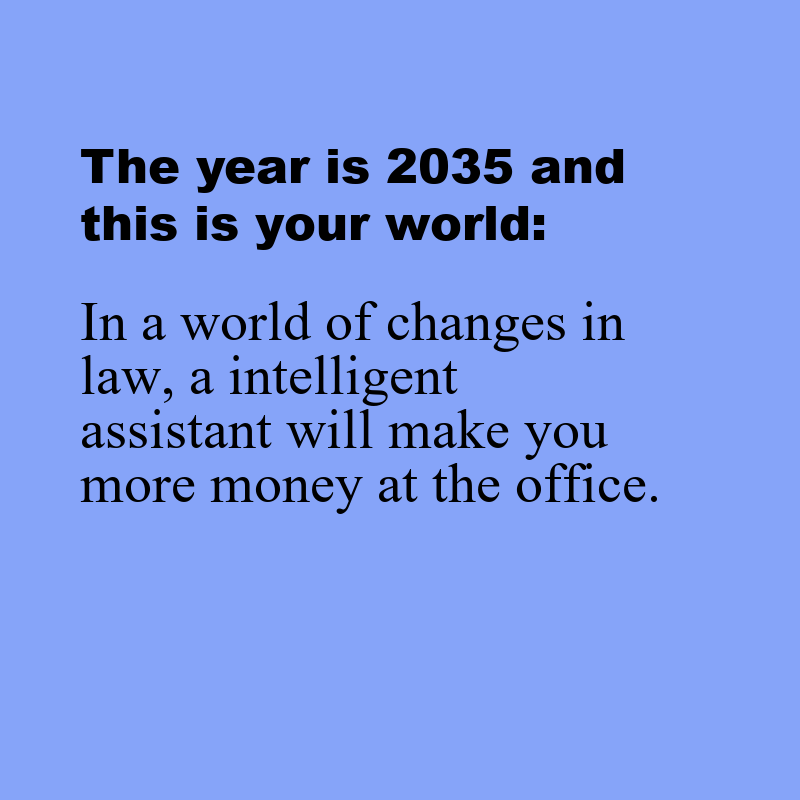 The year is 2035 and
this is your world:
In a world of changes in
law, a intelligent
assistant will make you
more money at the office.